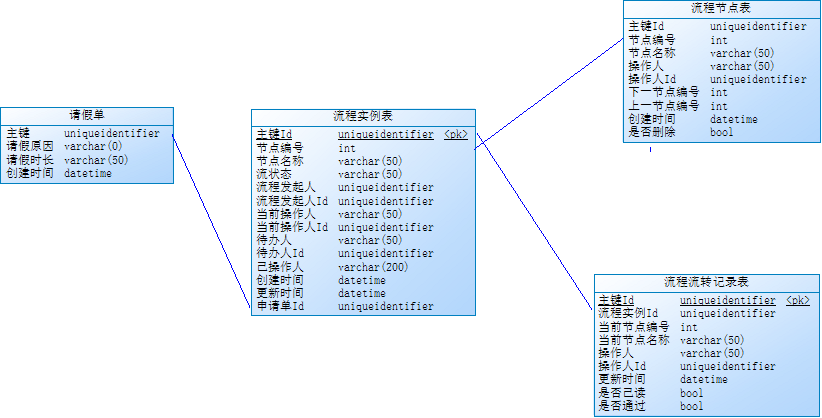 请假单
主键 uniqueidentifier
请假原因 varchar(0)
请假时长 varchar(50)
创建时间 datetime
流程实例表
主键Id uniqueidentifier <pk>
节点编号 int
节点名称 varchar(50)
流状态 varchar(50)
流程发起人 uniqueidentifier
流程发起人Id uniqueidentifier
当前操作人 varchar(50)
当前操作人Id uniqueidentifier
待办人 varchar(50)
待办人Id uniqueidentifier
已操作人 varchar(200)
创建时间 datetime
更新时间 datetime
申请单Id uniqueidentifier
流程节点表
主键Id uniqueidentifier
节点编号 int
节点名称 varchar(50)
操作人 varchar(50)
操作人Id uniqueidentifier
下一节点编号 int
上一节点编号 int
创建时间 datetime
是否删除 bool
流程流转记录表
主键Id uniqueidentifier <pk>
流程实例Id uniqueidentifier
当前节点编号 int
当前节点名称 varchar(50)
操作人 varchar(50)
操作人Id uniqueidentifier
更新时间 datetime
是否已读 bool
是否通过 bool